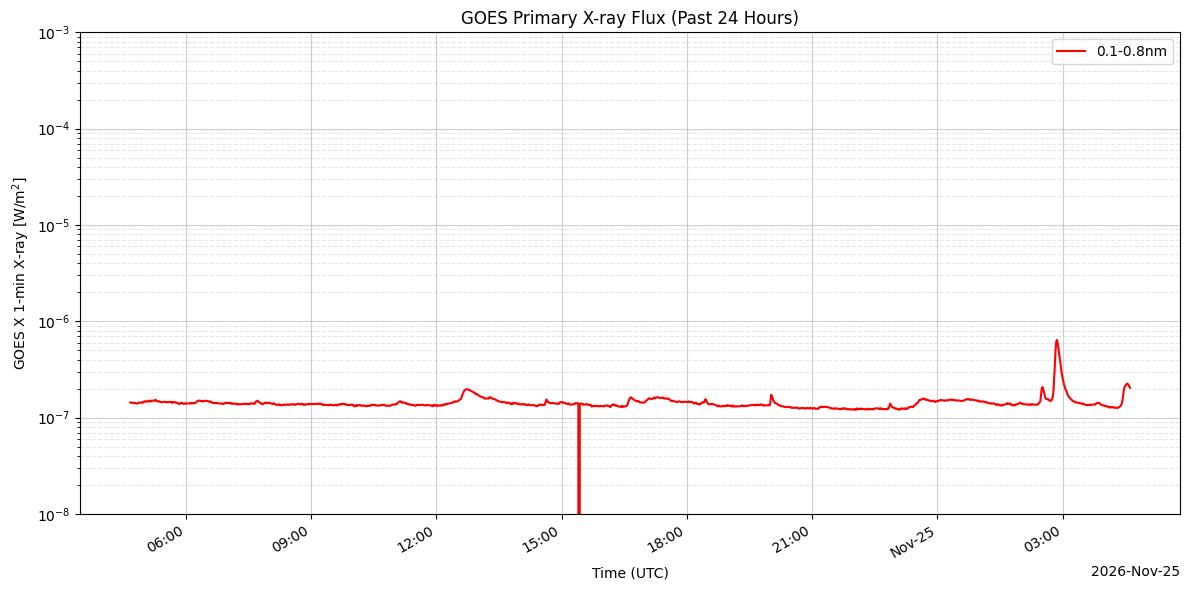 GOES Primary X-ray Flux (Past 24 Hours)
0.1-0.8nm
GOES X 1-min X-ray [W/m²]
10⁻³
10⁻⁴
10⁻⁵
10⁻⁶
10⁻⁷
10⁻⁸
06:00
09:00
12:00
15:00
18:00
21:00
Nov-25
03:00
Time (UTC)
2026-Nov-25